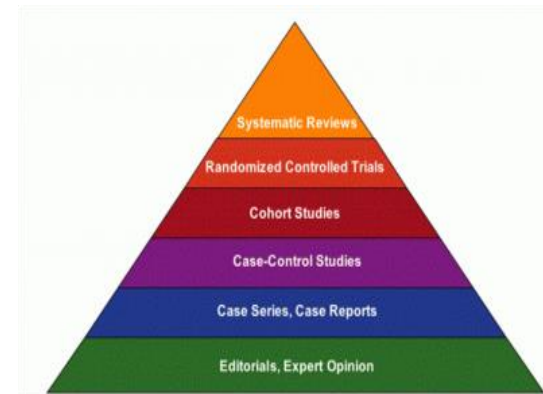 Systematic Reviews
Randomized Controlled Trials
Cohort Studies
Case-Control Studies
Case Series, Case Reports
Editorials, Expert Opinion